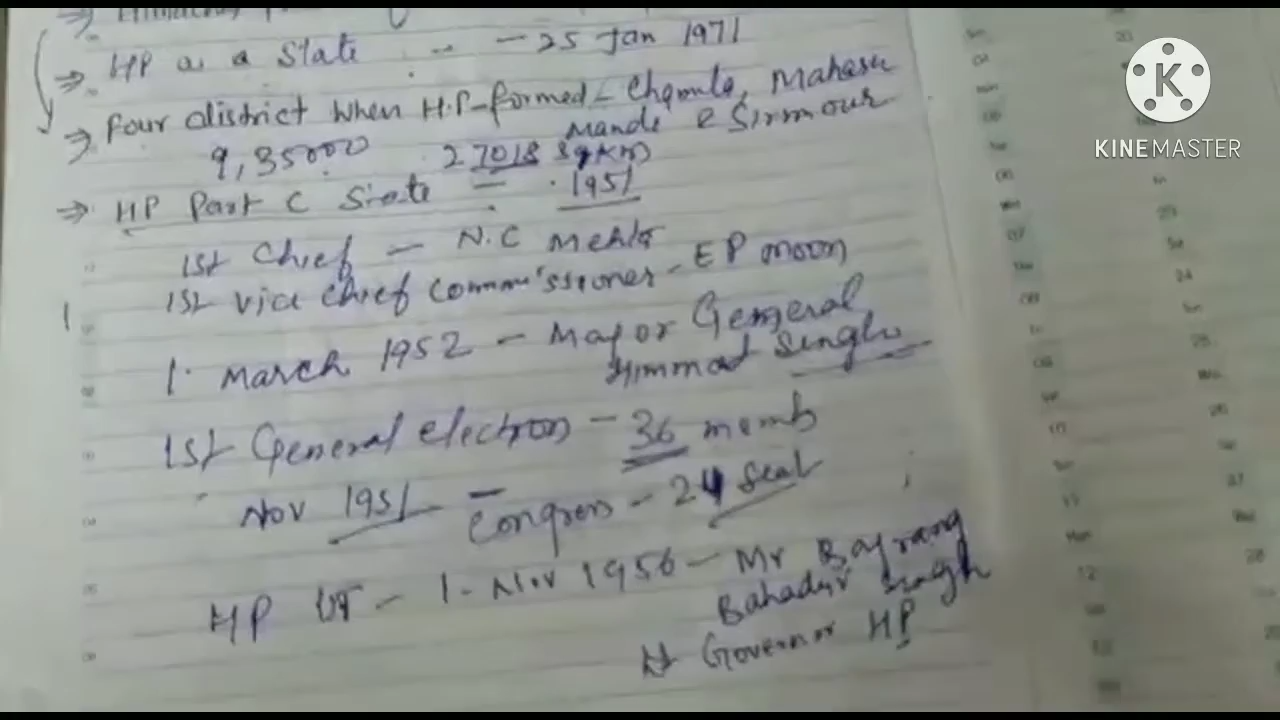 ⇒ HP as a State .. - 25 Jan 1971
⇒ four district when H.P-formed - Chamba, Mahasu
Mandi & Sirmour
9,35000 27018 sqkm
⇒ HP Part C State = 1951
1st Chief - N.C Mehta
1st vice chief commissioner - EP moon
1. March 1952 - Major General
Himmat Singh
1st General election - 36 memb
Nov 1951 - Congress - 24 seat
HP UT - 1. Nov 1956 - Mr Bajrang
Bahadur Singh
Lt Governor HP
K
KINEMASTER